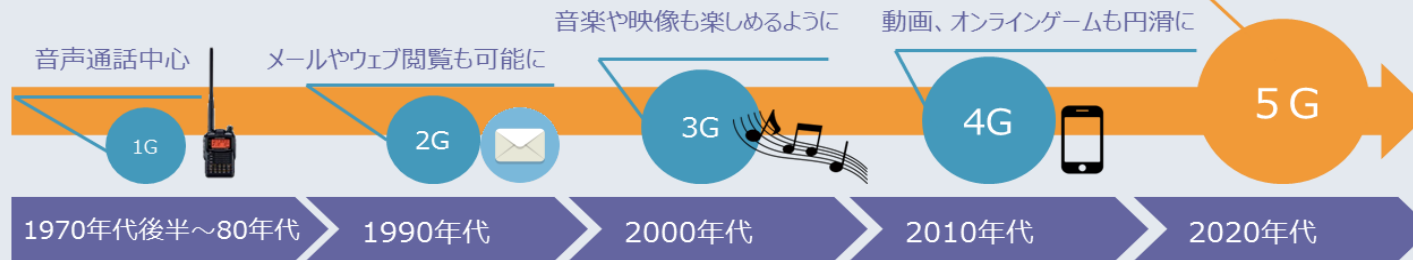 音楽や映像も楽しめるように
動画、オンラインゲームも円滑に
音声通話中心
メールやウェブ閲覧も可能に
1G
2G
3G
4G
5G
1970年代後半~80年代
1990年代
2000年代
2010年代
2020年代